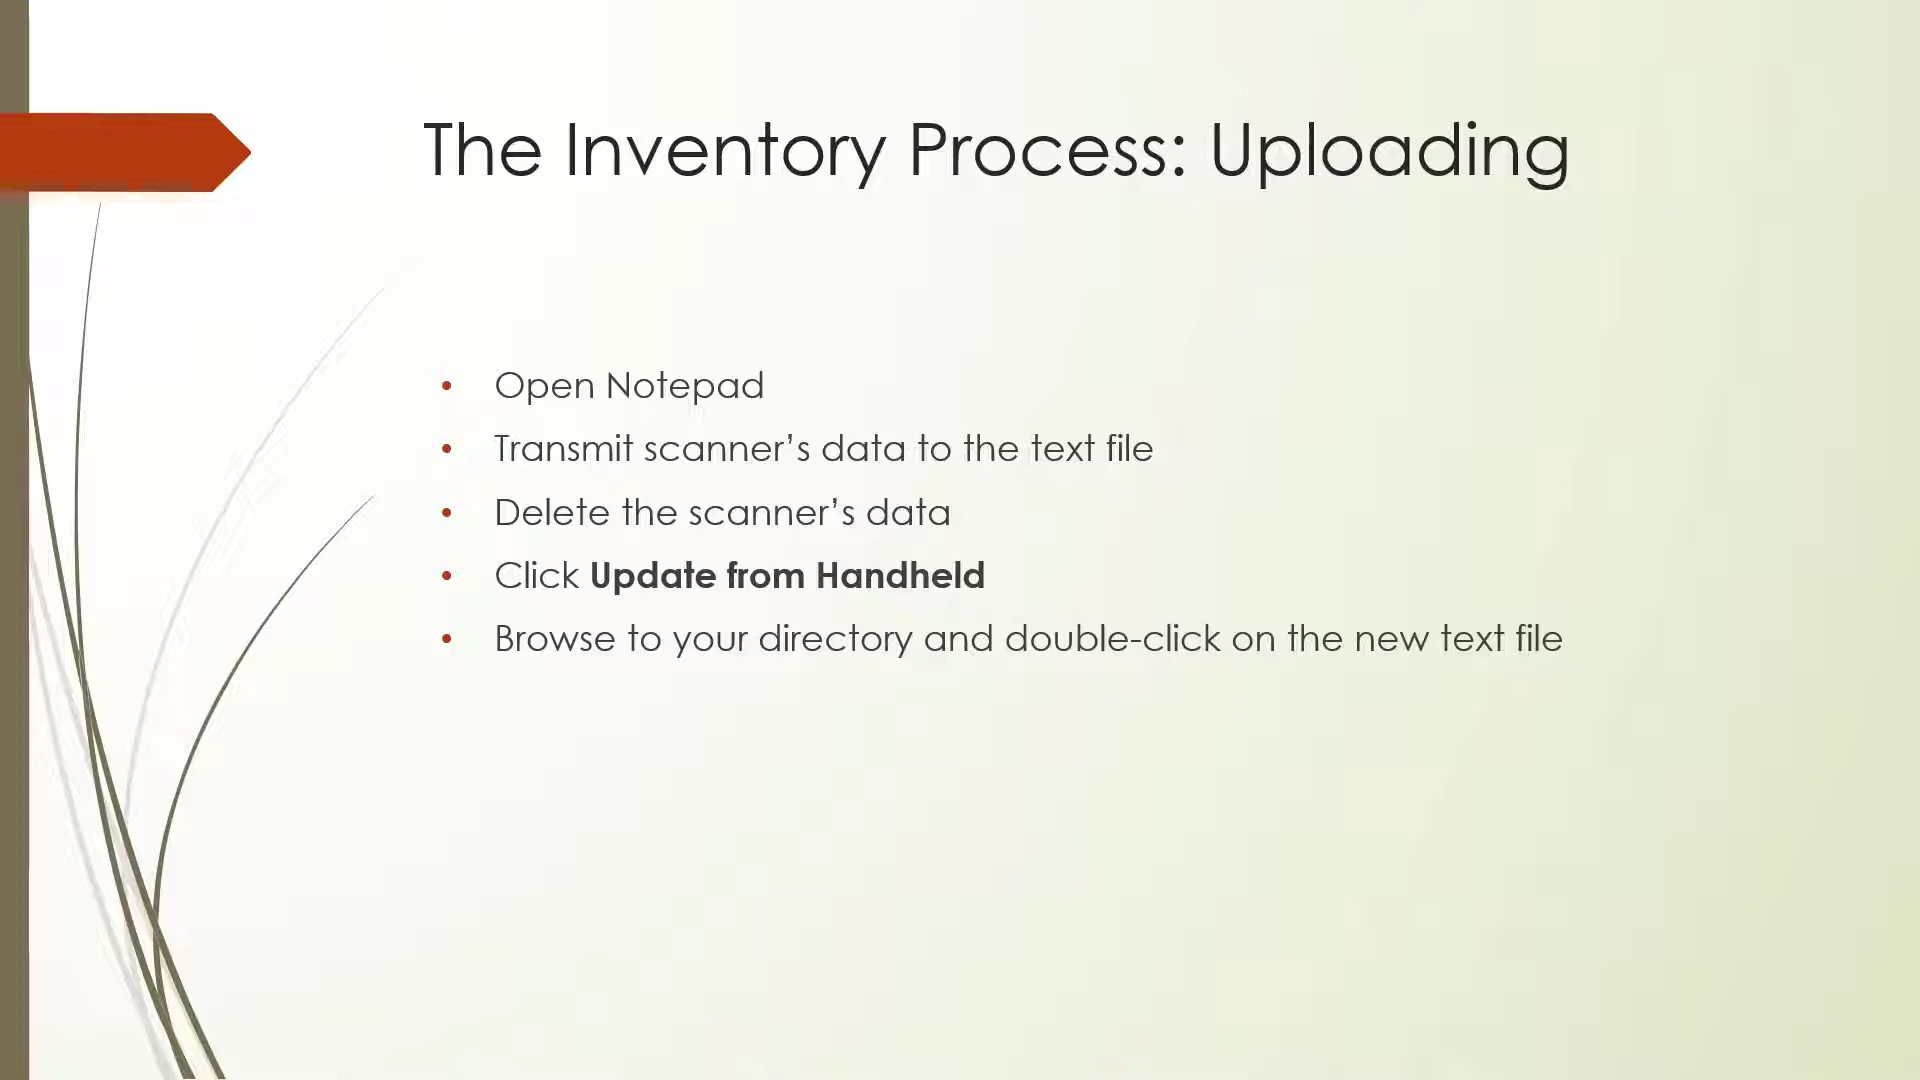 The Inventory Process: Uploading
• Open Notepad
• Transmit scanner’s data to the text file
• Delete the scanner’s data
• Click Update from Handheld
• Browse to your directory and double-click on the new text file